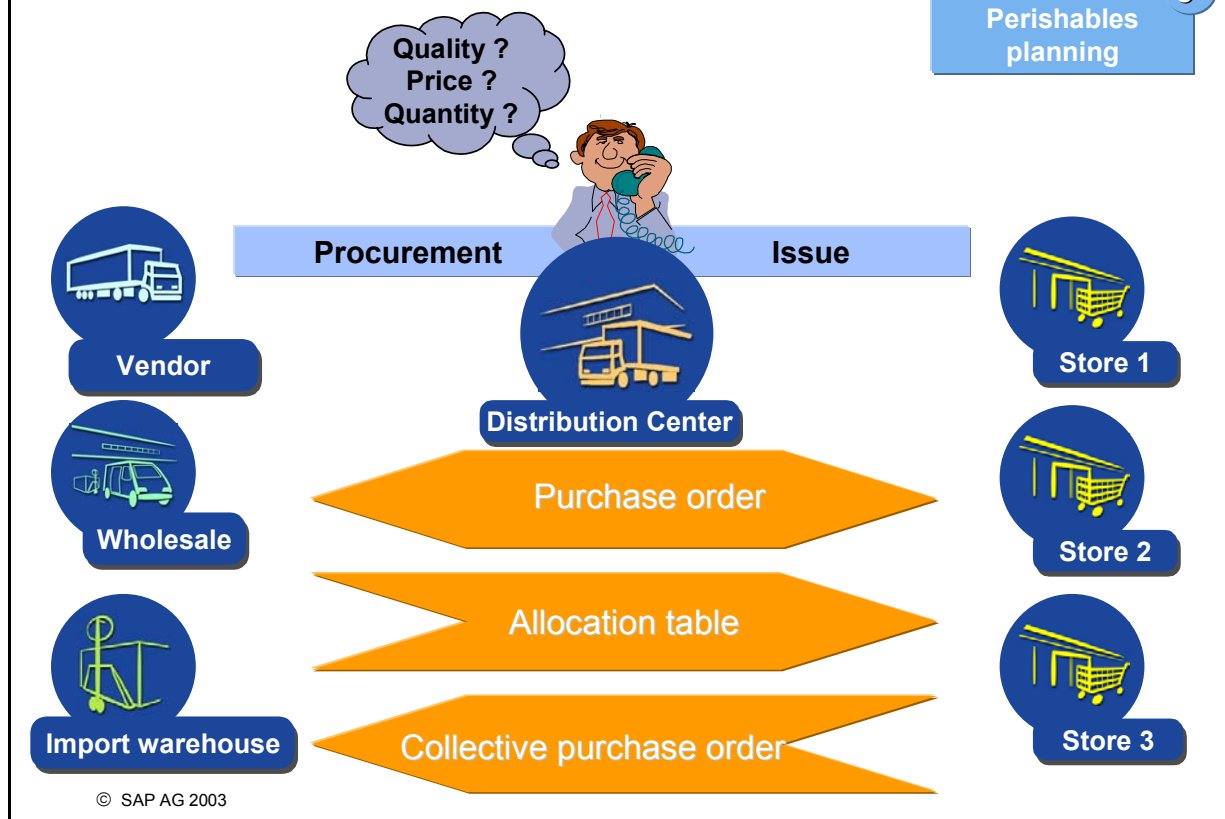 Perishables
planning
Quality ?
Price ?
Quantity ?
Procurement
Issue
Vendor
Store 1
Distribution Center
Purchase order
Wholesale
Store 2
Allocation table
Import warehouse
Collective purchase order
Store 3
© SAP AG 2003